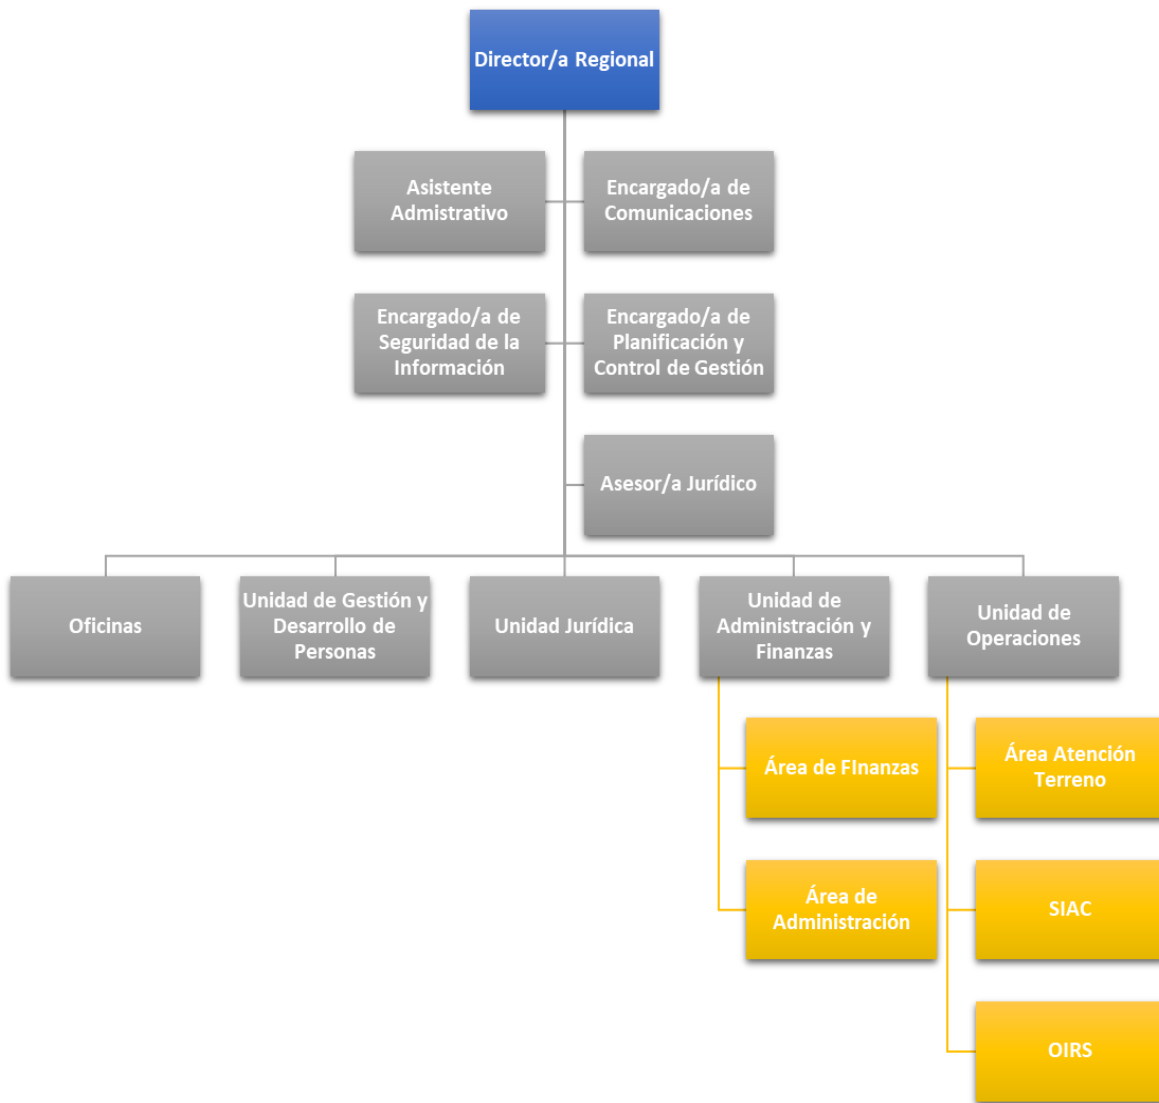 Director/a Regional
Asistente
Admistrativo
Encargado/a de
Comunicaciones
Encargado/a de
Seguridad de la
Información
Encargado/a de
Planificación y
Control de Gestión
Asesor/a Jurídico
Oficinas
Unidad de Gestión y
Desarrollo de
Personas
Unidad Jurídica
Unidad de
Administración y
Finanzas
Unidad de
Operaciones
Área de FInanzas
Área de
Administración
Área Atención
Terreno
SIAC
OIRS